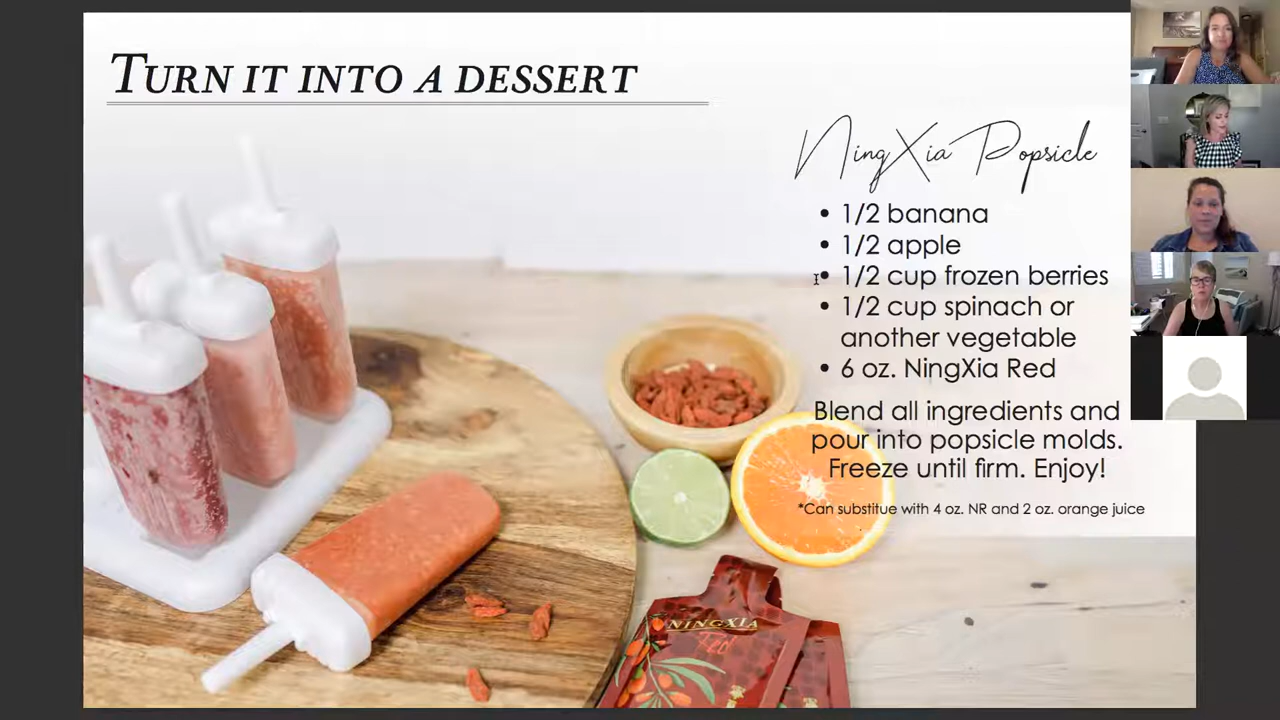 TURN IT INTO A DESSERT
NingXia Popsicle
• 1/2 banana
• 1/2 apple
• 1/2 cup frozen berries
• 1/2 cup spinach or
another vegetable
• 6 oz. NingXia Red
Blend all ingredients and
pour into popsicle molds.
Freeze until firm. Enjoy!
*Can substitue with 4 oz. NR and 2 oz. orange juice
NINGXIA
Red